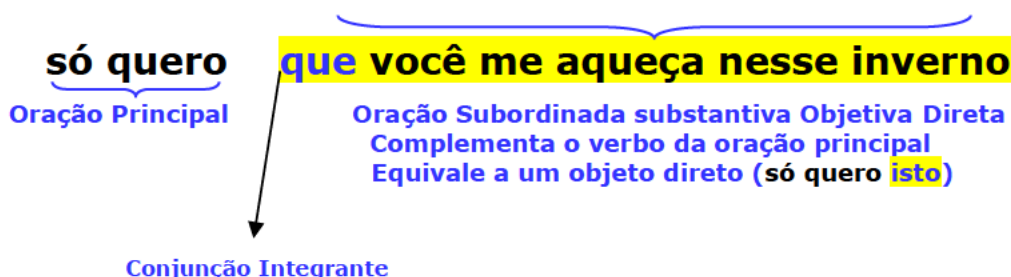 só quero que você me aqueça nesse inverno
Oração Principal
Oração Subordinada substantiva Objetiva Direta
Complementa o verbo da oração principal
Equivale a um objeto direto (só quero isto)
Conjunção Integrante